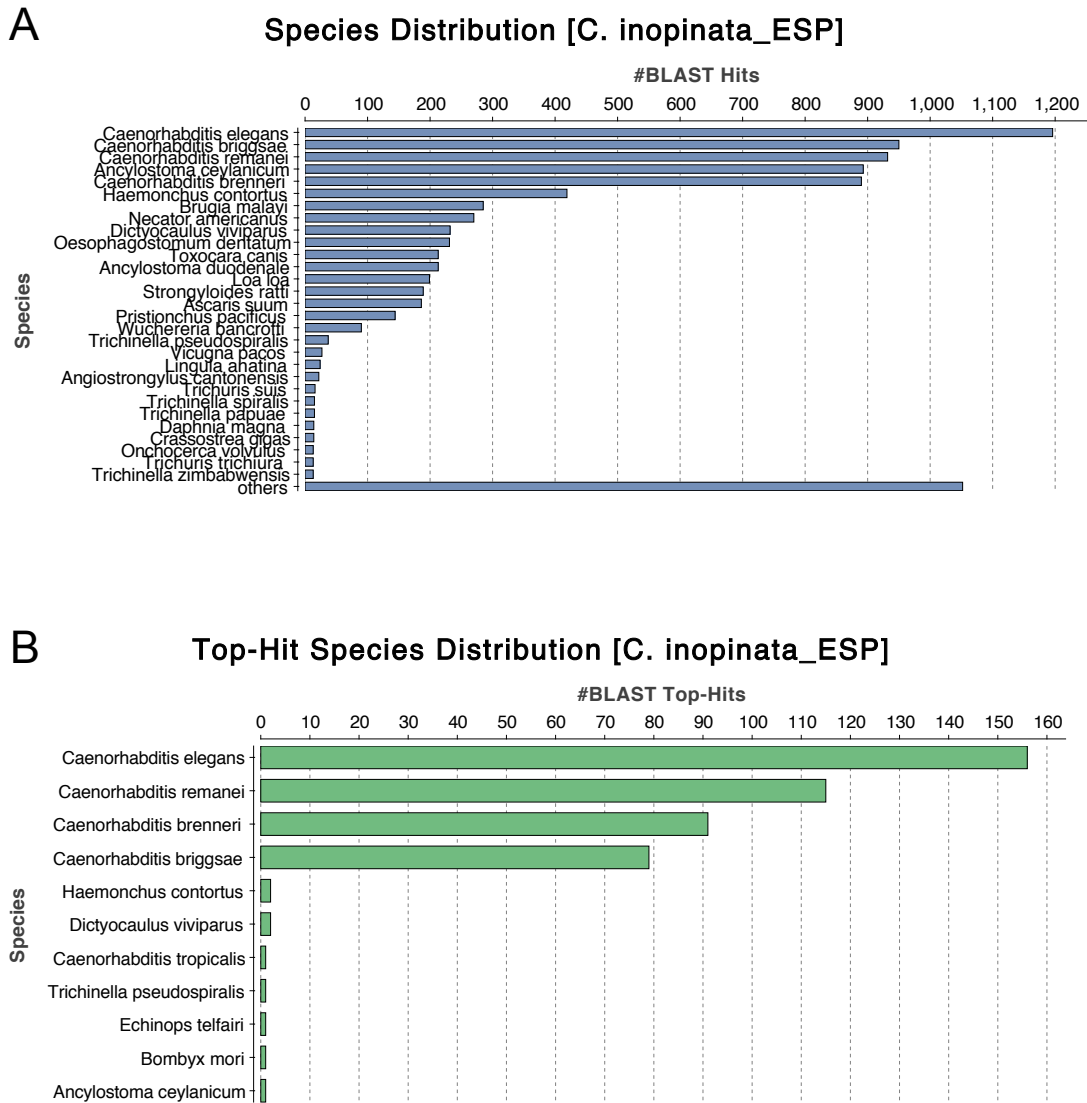 A
Species Distribution [C. inopinata_ESP]
#BLAST Hits
0 100 200 300 400 500 600 700 800 900 1,000 1,100 1,200
Species
Caenorhabditis elegans
Caenorhabditis briggsae
Caenorhabditis remanei
Ancylostoma ceylanicum
Caenorhabditis brenneri
Haemonchus contortus
Brugia malayi
Necator americanus
Dictyocaulus viviparus
Oesophagostomum dentatum
Toxocara canis
Ancylostoma duodenale
Loa loa
Strongyloides ratti
Ascaris suum
Pristionchus pacificus
Wuchereria bancrofti
Trichinella pseudospiralis
Vicugna pacos
Lingula anatina
Angiostrongylus cantonensis
Trichuris suis
Trichinella spiralis
Trichinella papuae
Daphnia magna
Crassostrea gigas
Onchocerca volvulus
Trichuris trichiura
Trichinella zimbabwensis
others
B
Top-Hit Species Distribution [C. inopinata_ESP]
#BLAST Top-Hits
0 10 20 30 40 50 60 70 80 90 100 110 120 130 140 150 160
Species
Caenorhabditis elegans
Caenorhabditis remanei
Caenorhabditis brenneri
Caenorhabditis briggsae
Haemonchus contortus
Dictyocaulus viviparus
Caenorhabditis tropicalis
Trichinella pseudospiralis
Echinops telfairi
Bombyx mori
Ancylostoma ceylanicum